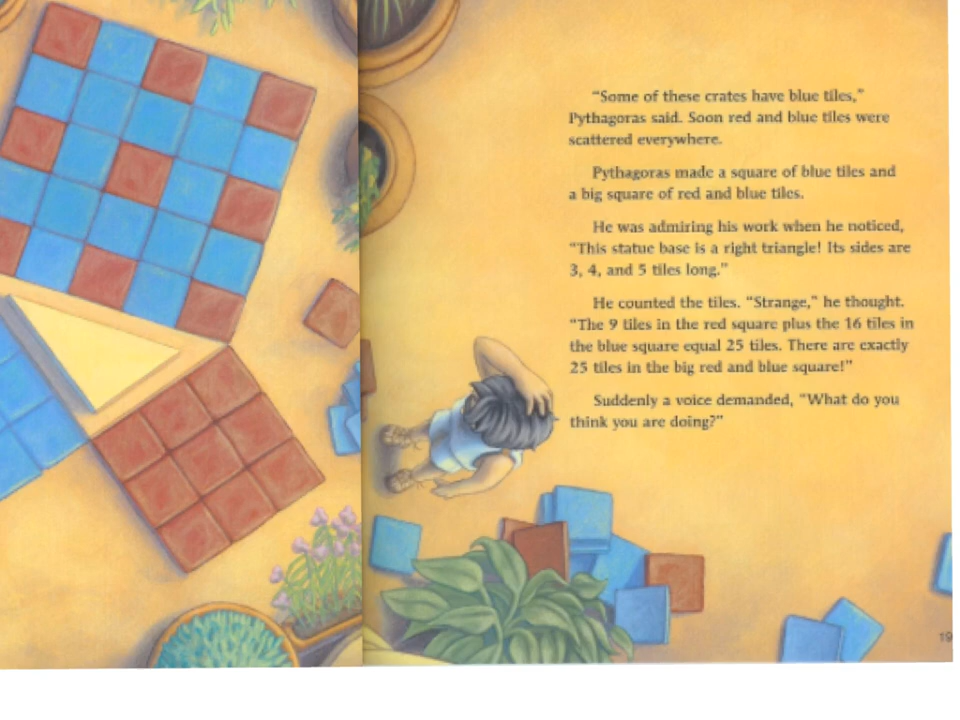 “Some of these crates have blue tiles,”
Pythagoras said. Soon red and blue tiles were
scattered everywhere.
Pythagoras made a square of blue tiles and
a big square of red and blue tiles.
He was admiring his work when he noticed,
“This statue base is a right triangle! Its sides are
3, 4, and 5 tiles long.”
He counted the tiles. “Strange,” he thought.
“The 9 tiles in the red square plus the 16 tiles in
the blue square equal 25 tiles. There are exactly
25 tiles in the big red and blue square!”
Suddenly a voice demanded, “What do you
think you are doing?”
19